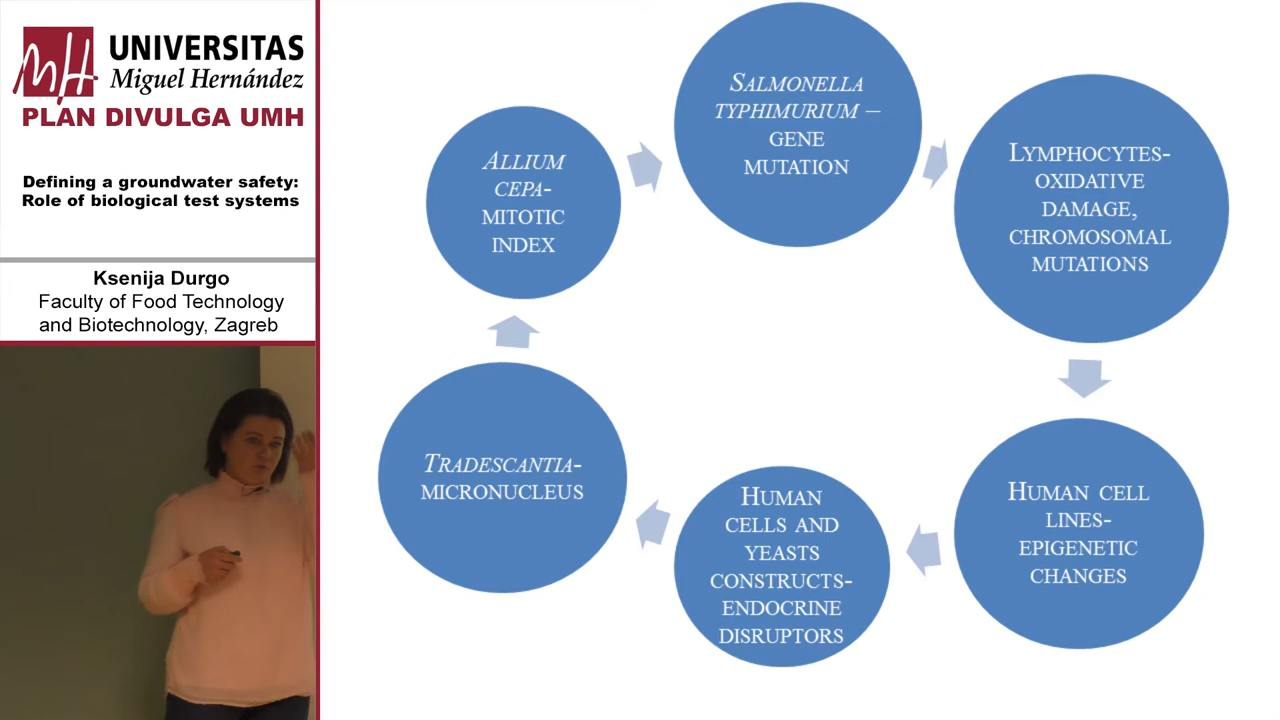 UNIVERSITAS
Miguel Hernández
PLAN DIVULGA UMH
Defining a groundwater safety:
Role of biological test systems
Ksenija Durgo
Faculty of Food Technology
and Biotechnology, Zagreb
SALMONELLA
TYPHIMURIUM –
GENE
MUTATION
LYMPHOCYTES-
OXIDATIVE
DAMAGE,
CHROMOSOMAL
MUTATIONS
HUMAN CELL
LINES-
EPIGENETIC
CHANGES
HUMAN
CELLS AND
YEASTS
CONSTRUCTS-
ENDOCRINE
DISRUPTORS
TRADESCANTIA-
MICRONUCLEUS
ALLIUM
CEPA-
MITOTIC
INDEX